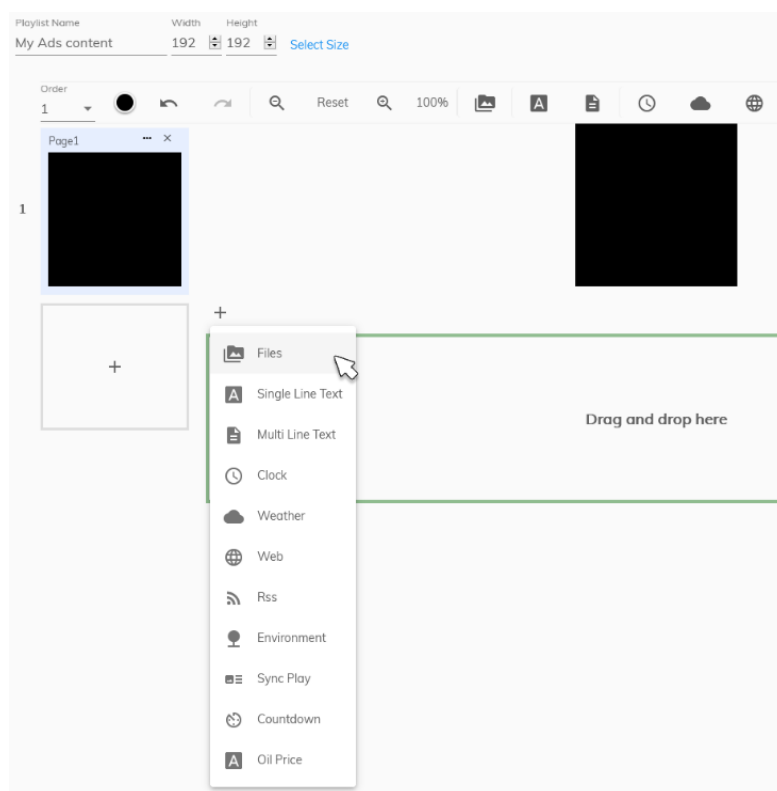 Playlist Name Width Height
My Ads content 192 192 Select Size
Order
1 Reset 100% A
Page1
1
Drag and drop here
Files
A Single Line Text
Multi Line Text
Clock
Weather
Web
Rss
Environment
Sync Play
Countdown
A Oil Price